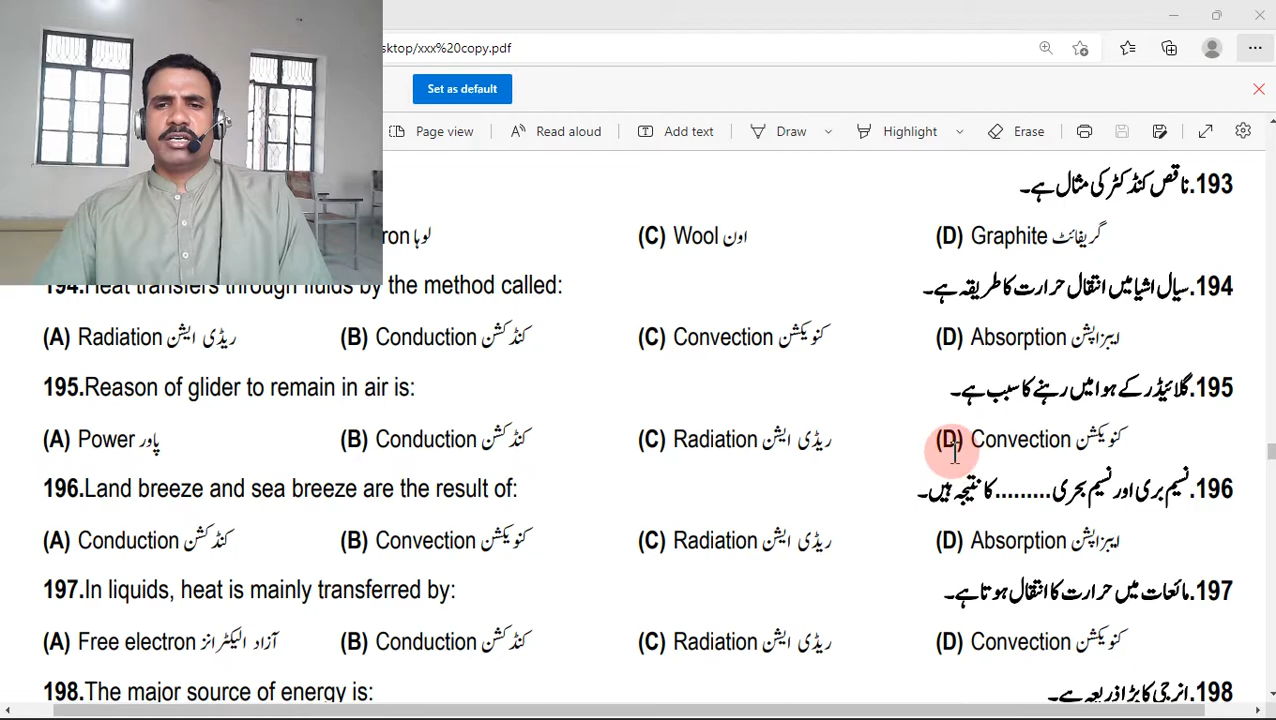 sktop/xxx%20copy.pdf
Set as default
Page view Read aloud Add text Draw Highlight Erase
193.ناقص کنڈکٹر کی مثال ہے۔
ron لوہا (C) Wool اون (D) Graphite گریفائٹ
194.Heat transfers through fluids by the method called: 194.سیال اشیا میں انتقال حرارت کا طریقہ ہے۔
(A) Radiation ریڈی ایشن (B) Conduction کنڈکشن (C) Convection کنویکشن (D) Absorption ایبزاپشن
195.Reason of glider to remain in air is: 195.گلائیڈر کے ہوا میں رہنے کا سبب ہے۔
(A) Power پاور (B) Conduction کنڈکشن (C) Radiation ریڈی ایشن (D) Convection کنویکشن
196.Land breeze and sea breeze are the result of: 196.نسیم بری اور نسیم بحری.........کا نتیجہ ہیں۔
(A) Conduction کنڈکشن (B) Convection کنویکشن (C) Radiation ریڈی ایشن (D) Absorption ایبزاپشن
197.In liquids, heat is mainly transferred by: 197.مائعات میں حرارت کا انتقال ہوتا ہے۔
(A) Free electron آزاد الیکٹرانز (B) Conduction کنڈکشن (C) Radiation ریڈی ایشن (D) Convection کنویکشن
198.The major source of energy is: 198.انرجی کا بڑا ذریعہ ہے۔